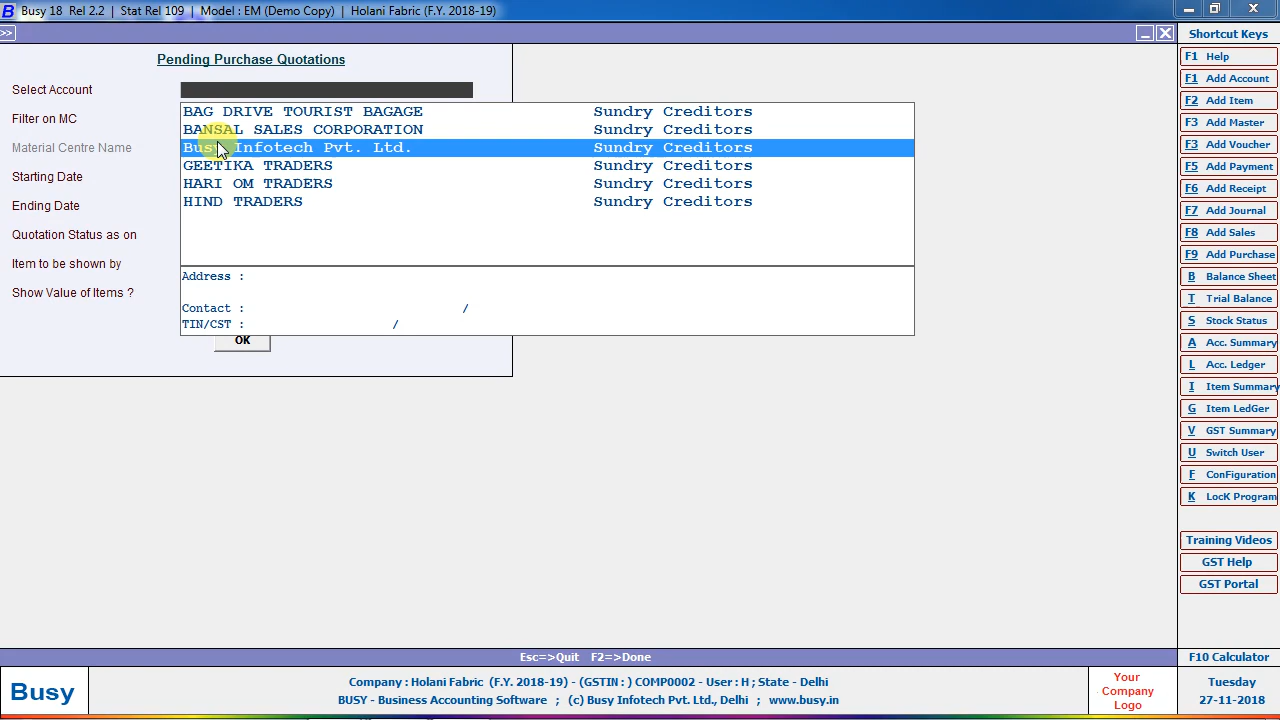 B Busy 18 Rel 2.2 | Stat Rel 109 | Model : EM (Demo Copy) | Holani Fabric (F.Y. 2018-19)
>>
Shortcut Keys
Pending Purchase Quotations
Select Account
Filter on MC
Material Centre Name
Starting Date
Ending Date
Quotation Status as on
Item to be shown by
Show Value of Items ?
BAG DRIVE TOURIST BAGAGE Sundry Creditors
BANSAL SALES CORPORATION Sundry Creditors
Busy Infotech Pvt. Ltd. Sundry Creditors
GEETIKA TRADERS Sundry Creditors
HARI OM TRADERS Sundry Creditors
HIND TRADERS Sundry Creditors
Address :
Contact : /
TIN/CST : /
OK
F1 Help
F1 Add Account
F2 Add Item
F3 Add Master
F3 Add Voucher
F5 Add Payment
F6 Add Receipt
F7 Add Journal
F8 Add Sales
F9 Add Purchase
B Balance Sheet
T Trial Balance
S Stock Status
A Acc. Summary
L Acc. Ledger
I Item Summary
G Item LedGer
V GST Summary
U Switch User
F ConFiguration
K LocK Program
Training Videos
GST Help
GST Portal
Esc=>Quit F2=>Done
F10 Calculator
Busy
Company : Holani Fabric (F.Y. 2018-19) - (GSTIN : ) COMP0002 - User : H ; State - Delhi
BUSY - Business Accounting Software ; (c) Busy Infotech Pvt. Ltd., Delhi ; www.busy.in
Your
Company
Logo
Tuesday
27-11-2018